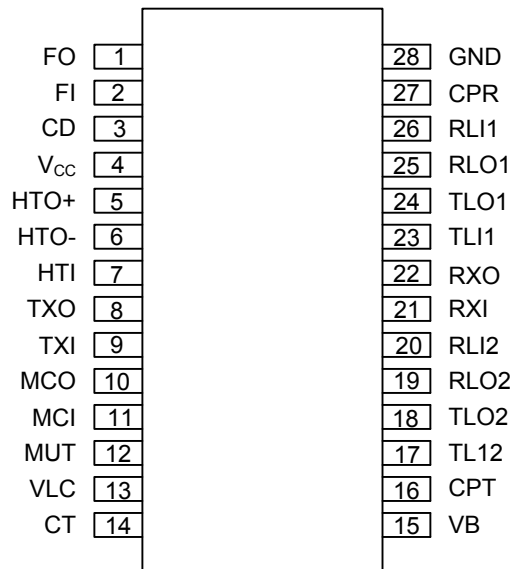 FO 1 28 GND
FI 2 27 CPR
CD 3 26 RLI1
VCC 4 25 RLO1
HTO+ 5 24 TLO1
HTO- 6 23 TLI1
HTI 7 22 RXO
TXO 8 21 RXI
TXI 9 20 RLI2
MCO 10 19 RLO2
MCI 11 18 TLO2
MUT 12 17 TL12
VLC 13 16 CPT
CT 14 15 VB